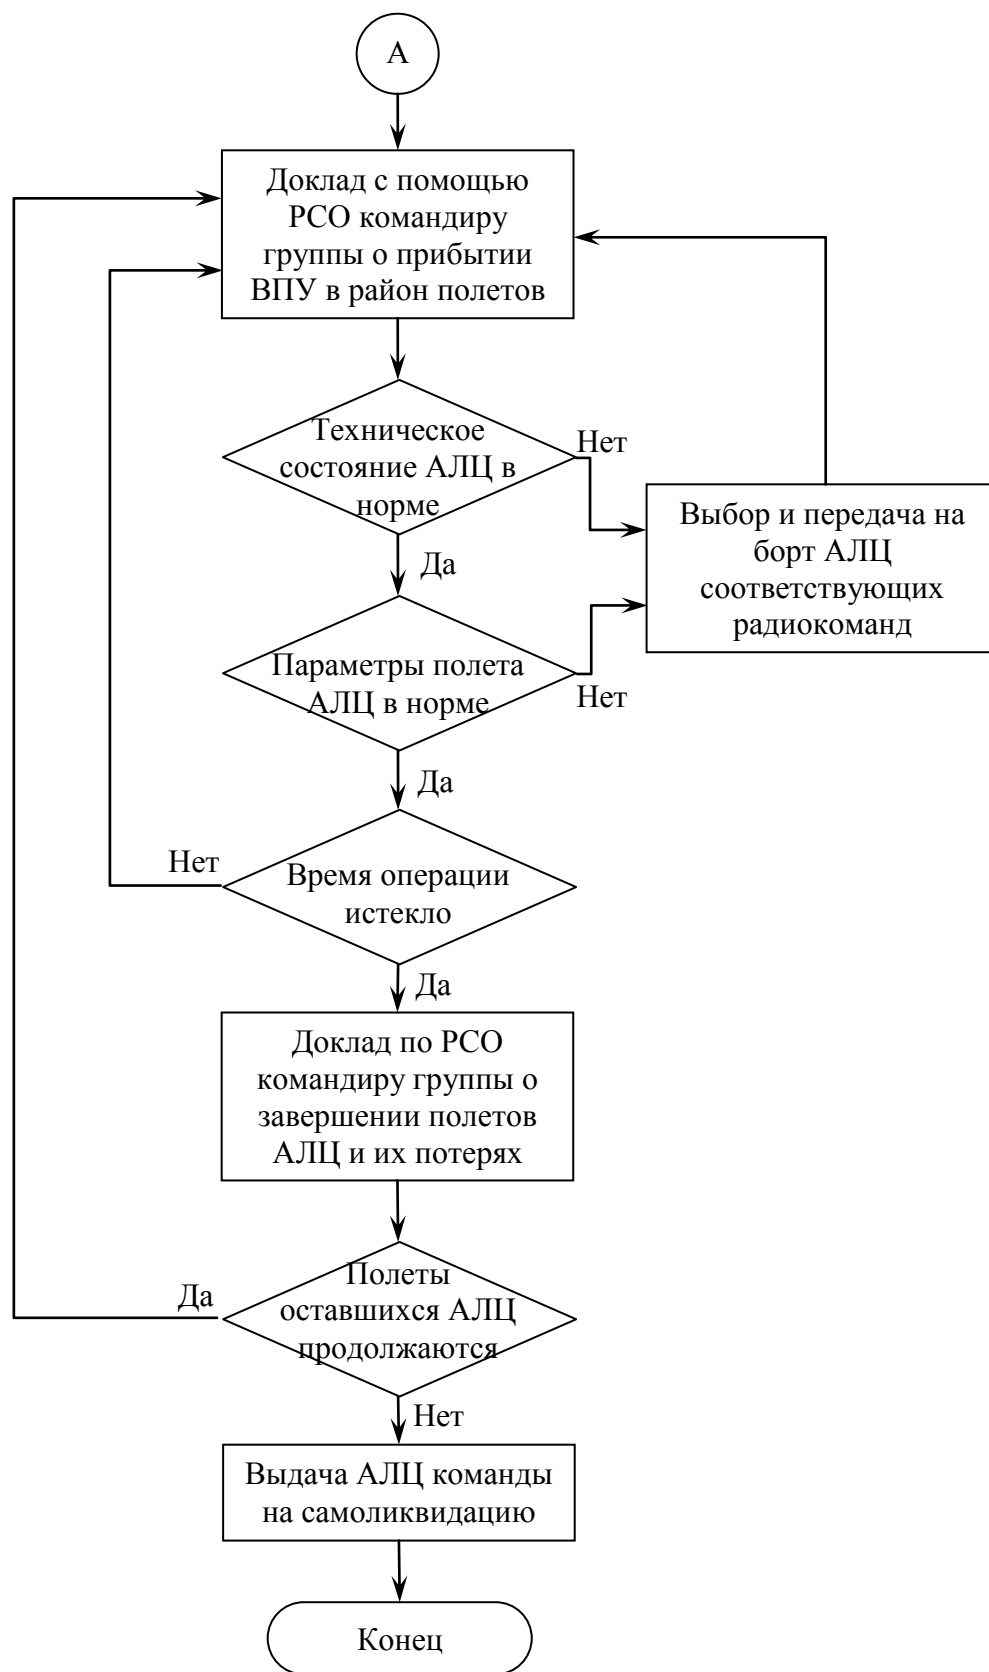 А
Доклад с помощью
РСО командиру
группы о прибытии
ВПУ в район полетов
Техническое
состояние АЛЦ в
норме
Нет
Выбор и передача на
борт АЛЦ
соответствующих
радиокоманд
Да
Параметры полета
АЛЦ в норме
Нет
Да
Нет
Время операции
истекло
Да
Доклад по РСО
командиру группы о
завершении полетов
АЛЦ и их потерях
Да
Полеты
оставшихся АЛЦ
продолжаются
Нет
Выдача АЛЦ команды
на самоликвидацию
Конец